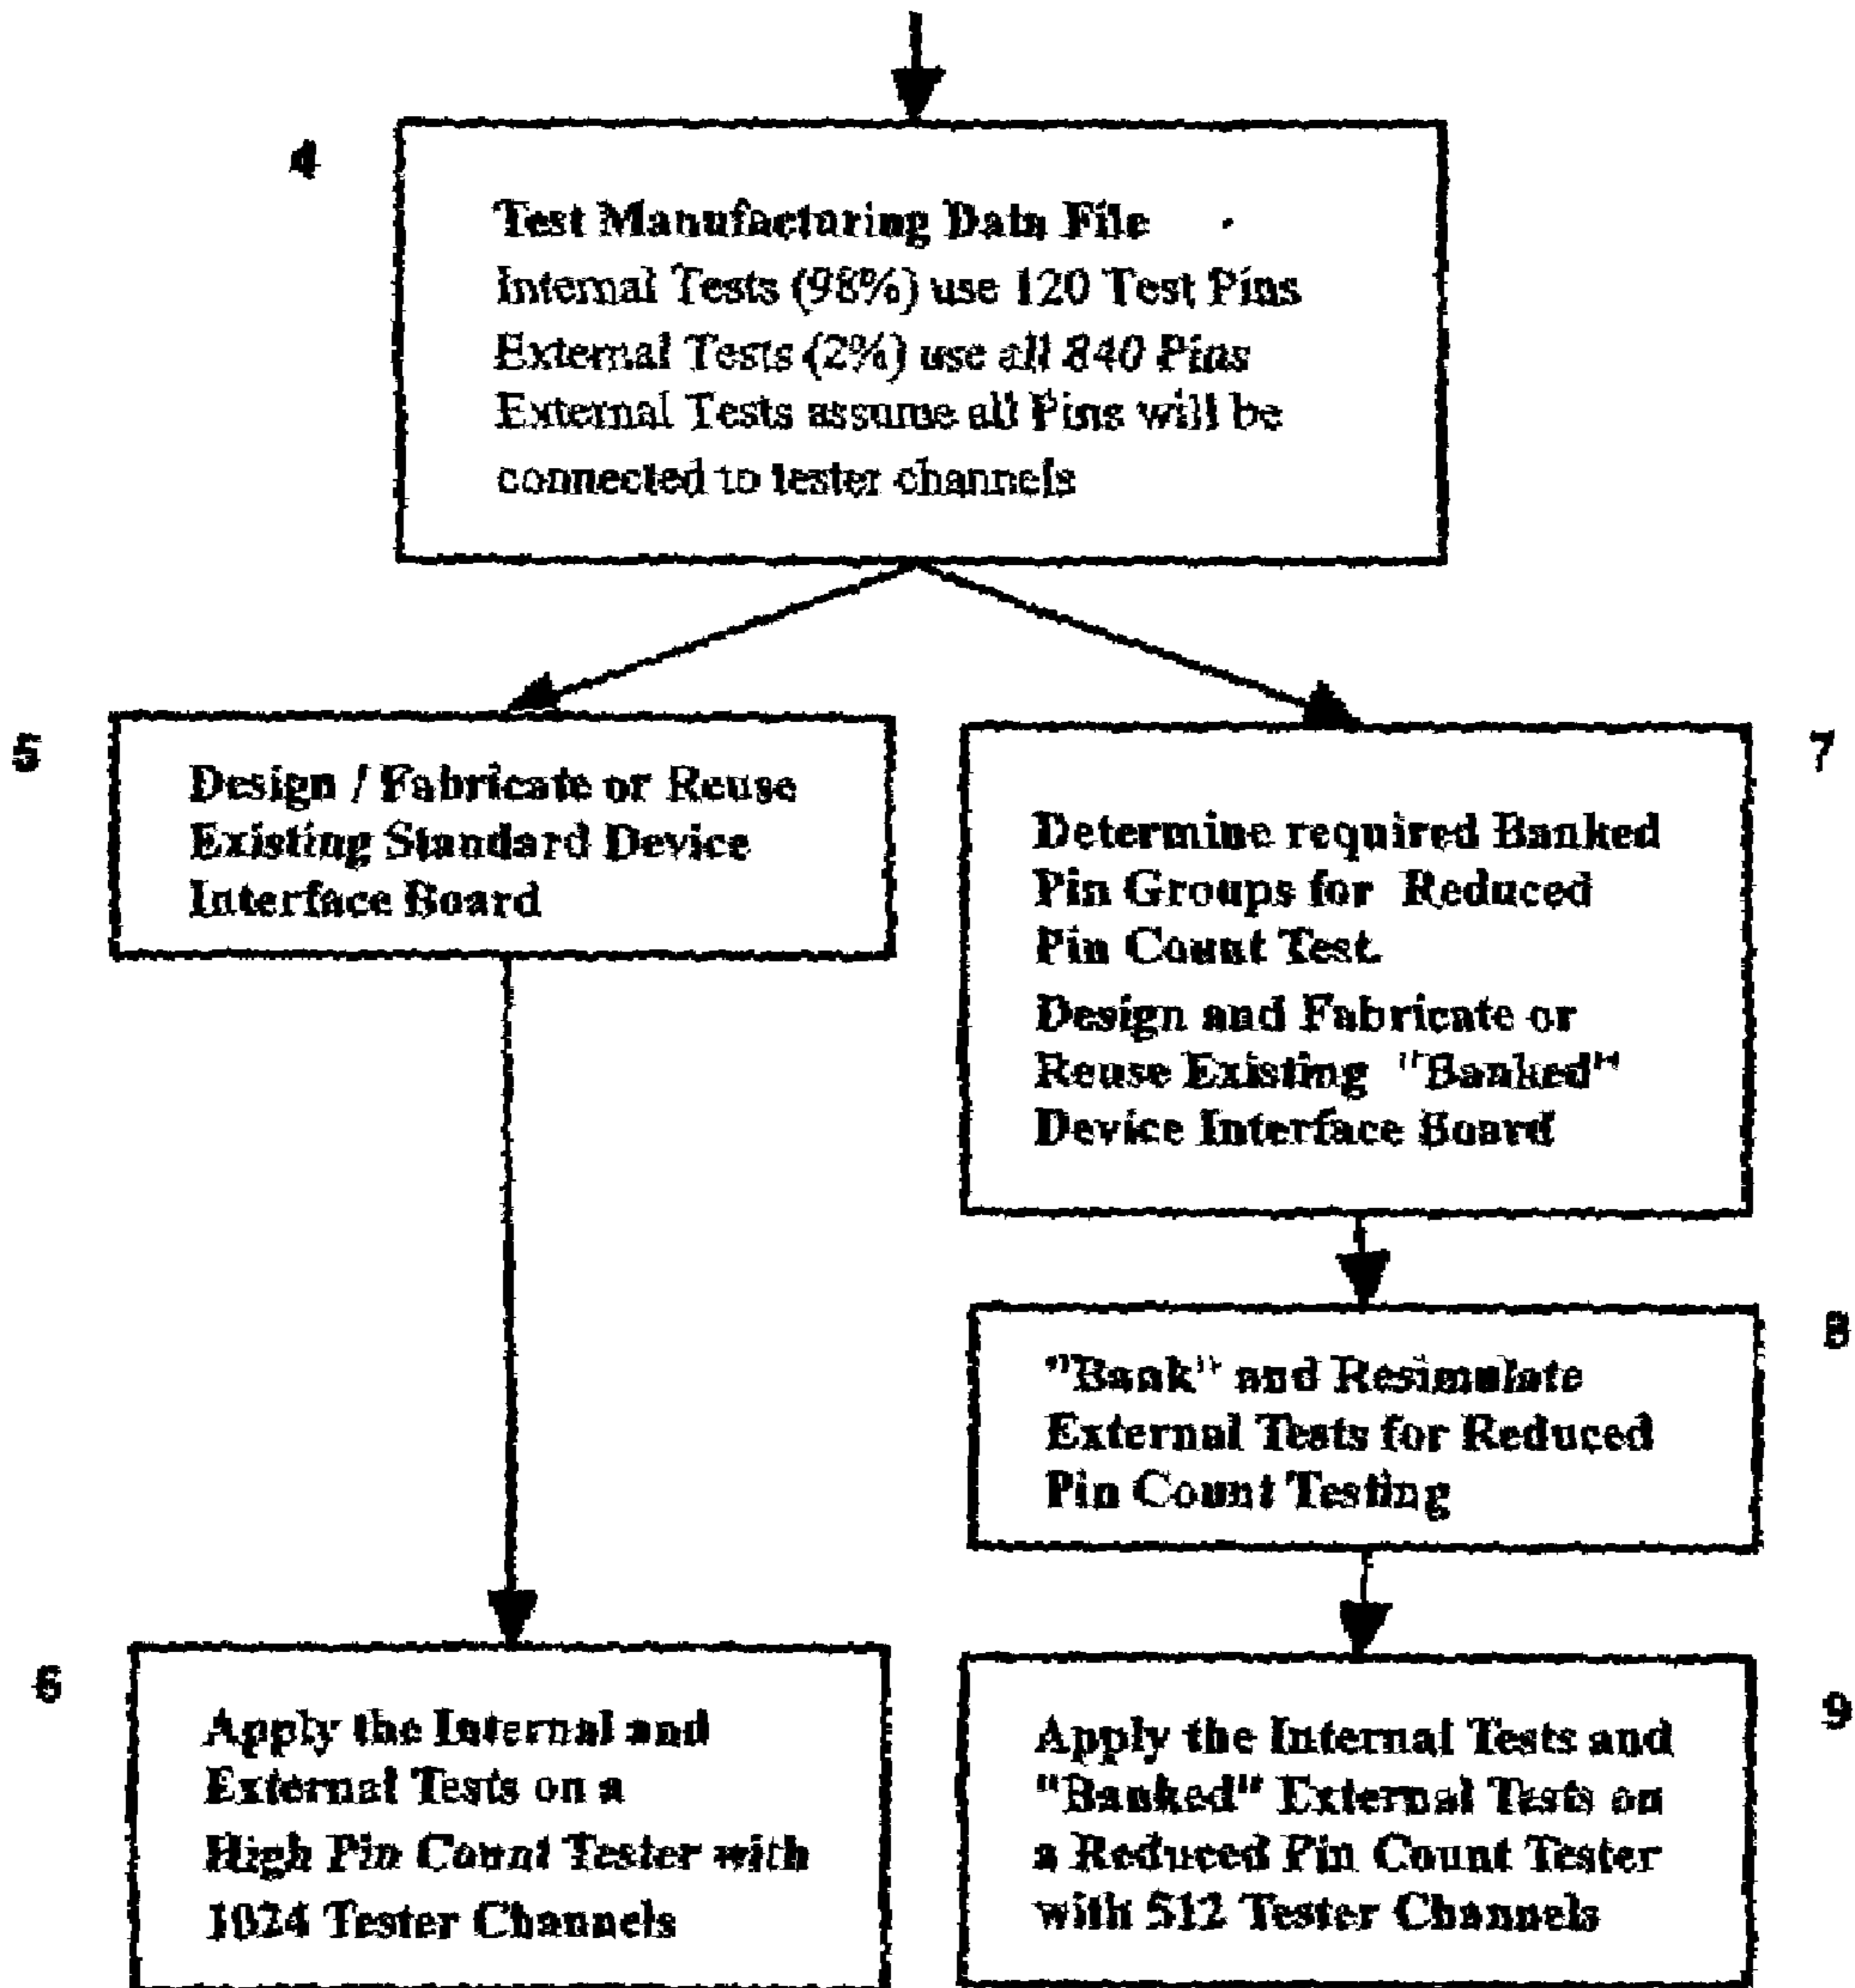 4
Test Manufacturing Data File
Internal Tests (98%) use 120 Test Pins
External Tests (2%) use all 840 Pins
External Tests assume all Pins will be
connected to tester channels
5
Design / Fabricate or Reuse
Existing Standard Device
Interface Board
7
Determine required Banked
Pin Groups for Reduced
Pin Count Test.
Design and Fabricate or
Reuse Existing "Banked"
Device Interface Board
8
"Bank" and Resimulate
External Tests for Reduced
Pin Count Testing
6
Apply the Internal and
External Tests on a
High Pin Count Tester with
1024 Tester Channels
9
Apply the Internal Tests and
"Banked" External Tests on
a Reduced Pin Count Tester
with 512 Tester Channels